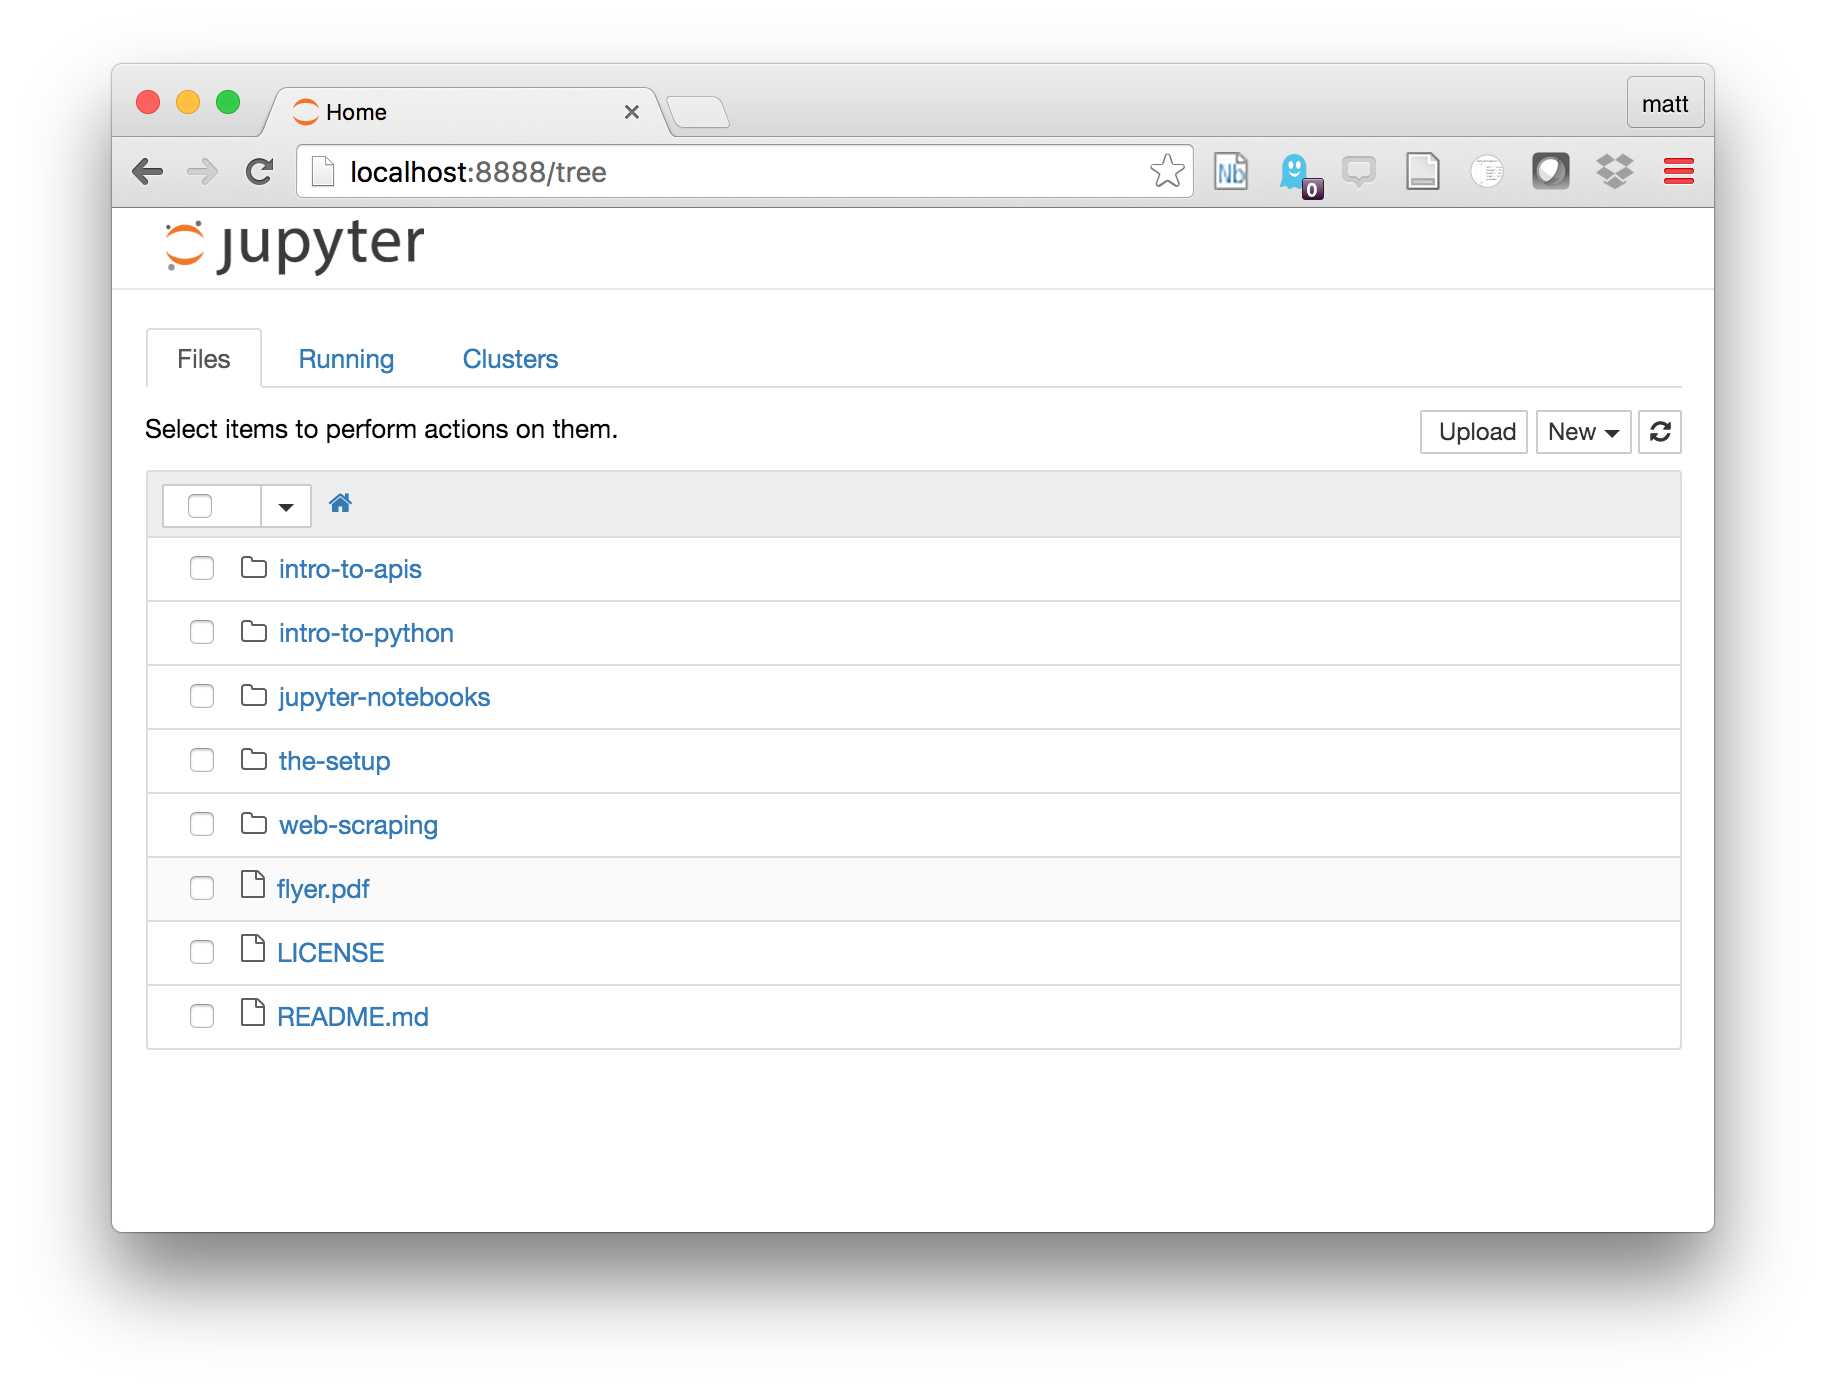 Home
matt
localhost:8888/tree
Nb
0
jupyter
Files Running Clusters
Select items to perform actions on them.
Upload New
intro-to-apis
intro-to-python
jupyter-notebooks
the-setup
web-scraping
flyer.pdf
LICENSE
README.md